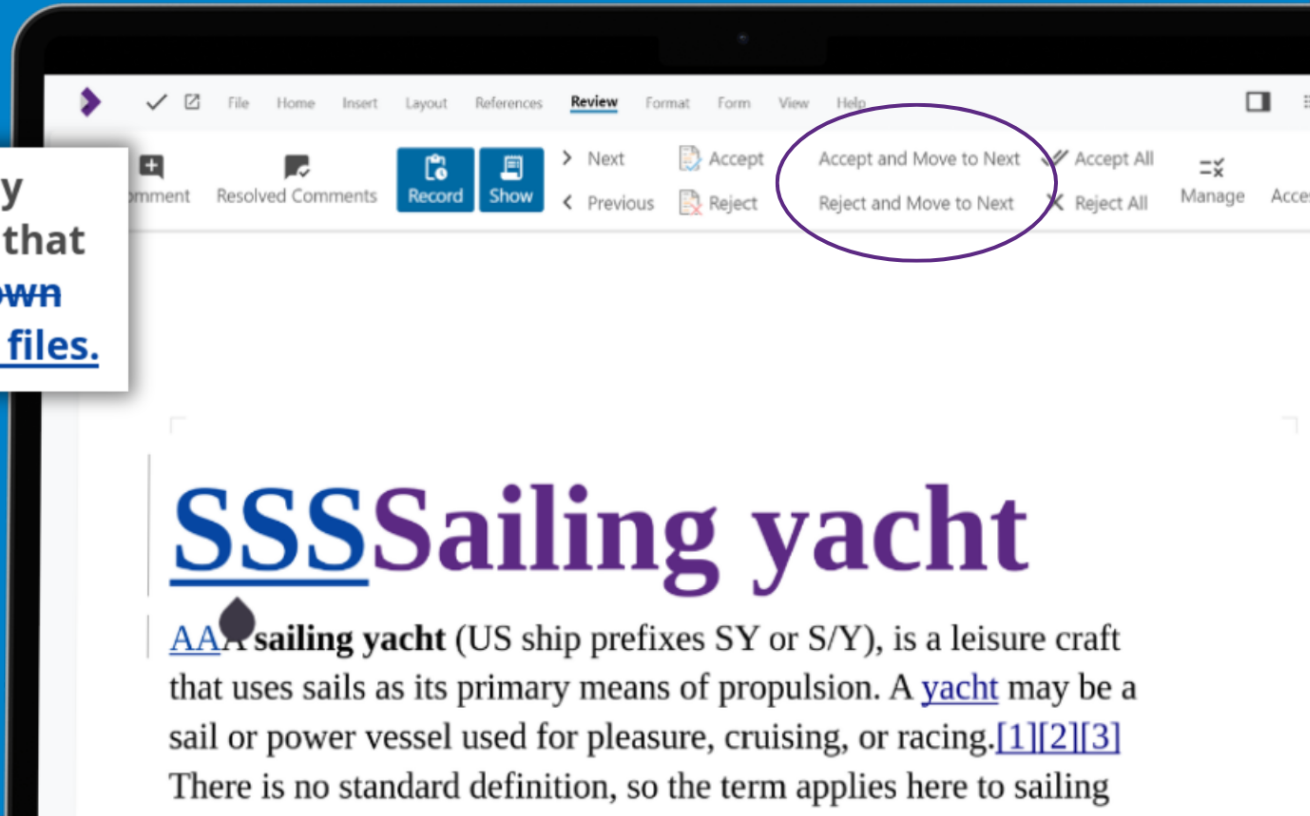 File Home Insert Layout References Review Format Form View Help
Resolved Comments Record Show Next Accept Accept and Move to Next Accept All Manage
Previous Reject Reject and Move to Next Reject All
y
that
files.
SSSSailing yacht
AAA sailing yacht (US ship prefixes SY or S/Y), is a leisure craft
that uses sails as its primary means of propulsion. A yacht may be a
sail or power vessel used for pleasure, cruising, or racing.[1][2][3]
There is no standard definition, so the term applies here to sailing